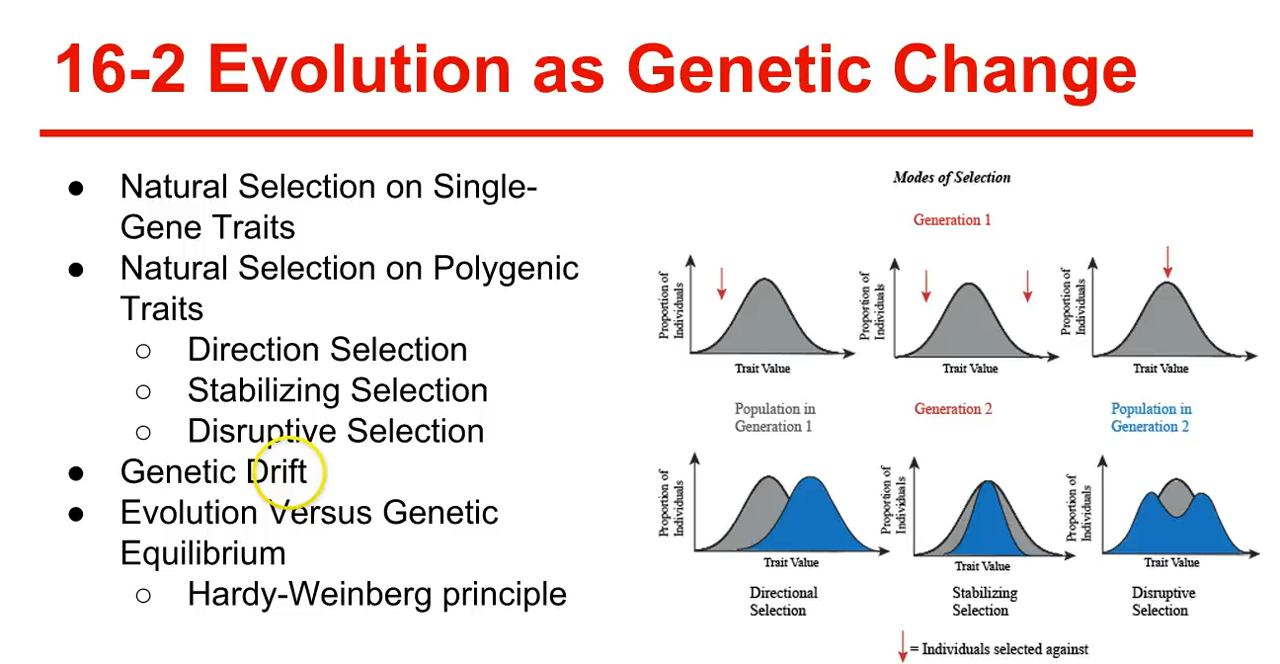 16-2 Evolution as Genetic Change
● Natural Selection on Single-
Gene Traits
● Natural Selection on Polygenic
Traits
○ Direction Selection
○ Stabilizing Selection
○ Disruptive Selection
● Genetic Drift
● Evolution Versus Genetic
Equilibrium
○ Hardy-Weinberg principle
Modes of Selection
Generation 1
Proportion of
Individuals
Trait Value
Proportion of
Individuals
Trait Value
Proportion of
Individuals
Trait Value
Population in
Generation 1
Generation 2
Population in
Generation 2
Proportion of
Individuals
Trait Value
Directional
Selection
Proportion of
Individuals
Trait Value
Stabilizing
Selection
Proportion of
Individuals
Trait Value
Disruptive
Selection
= Individuals selected against